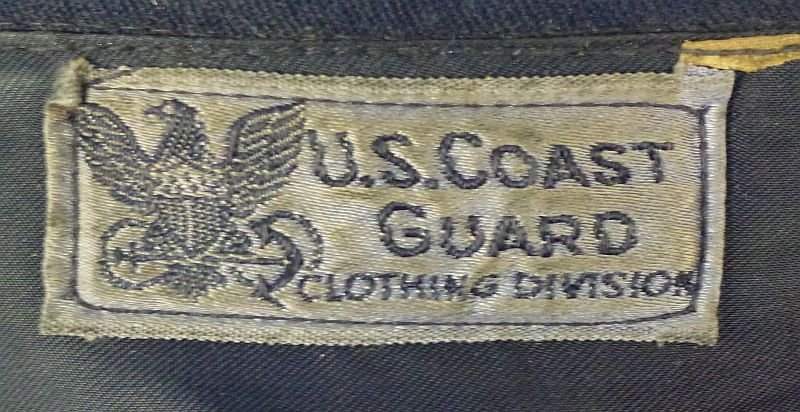 U.S. COAST
GUARD
CLOTHING DIVISION